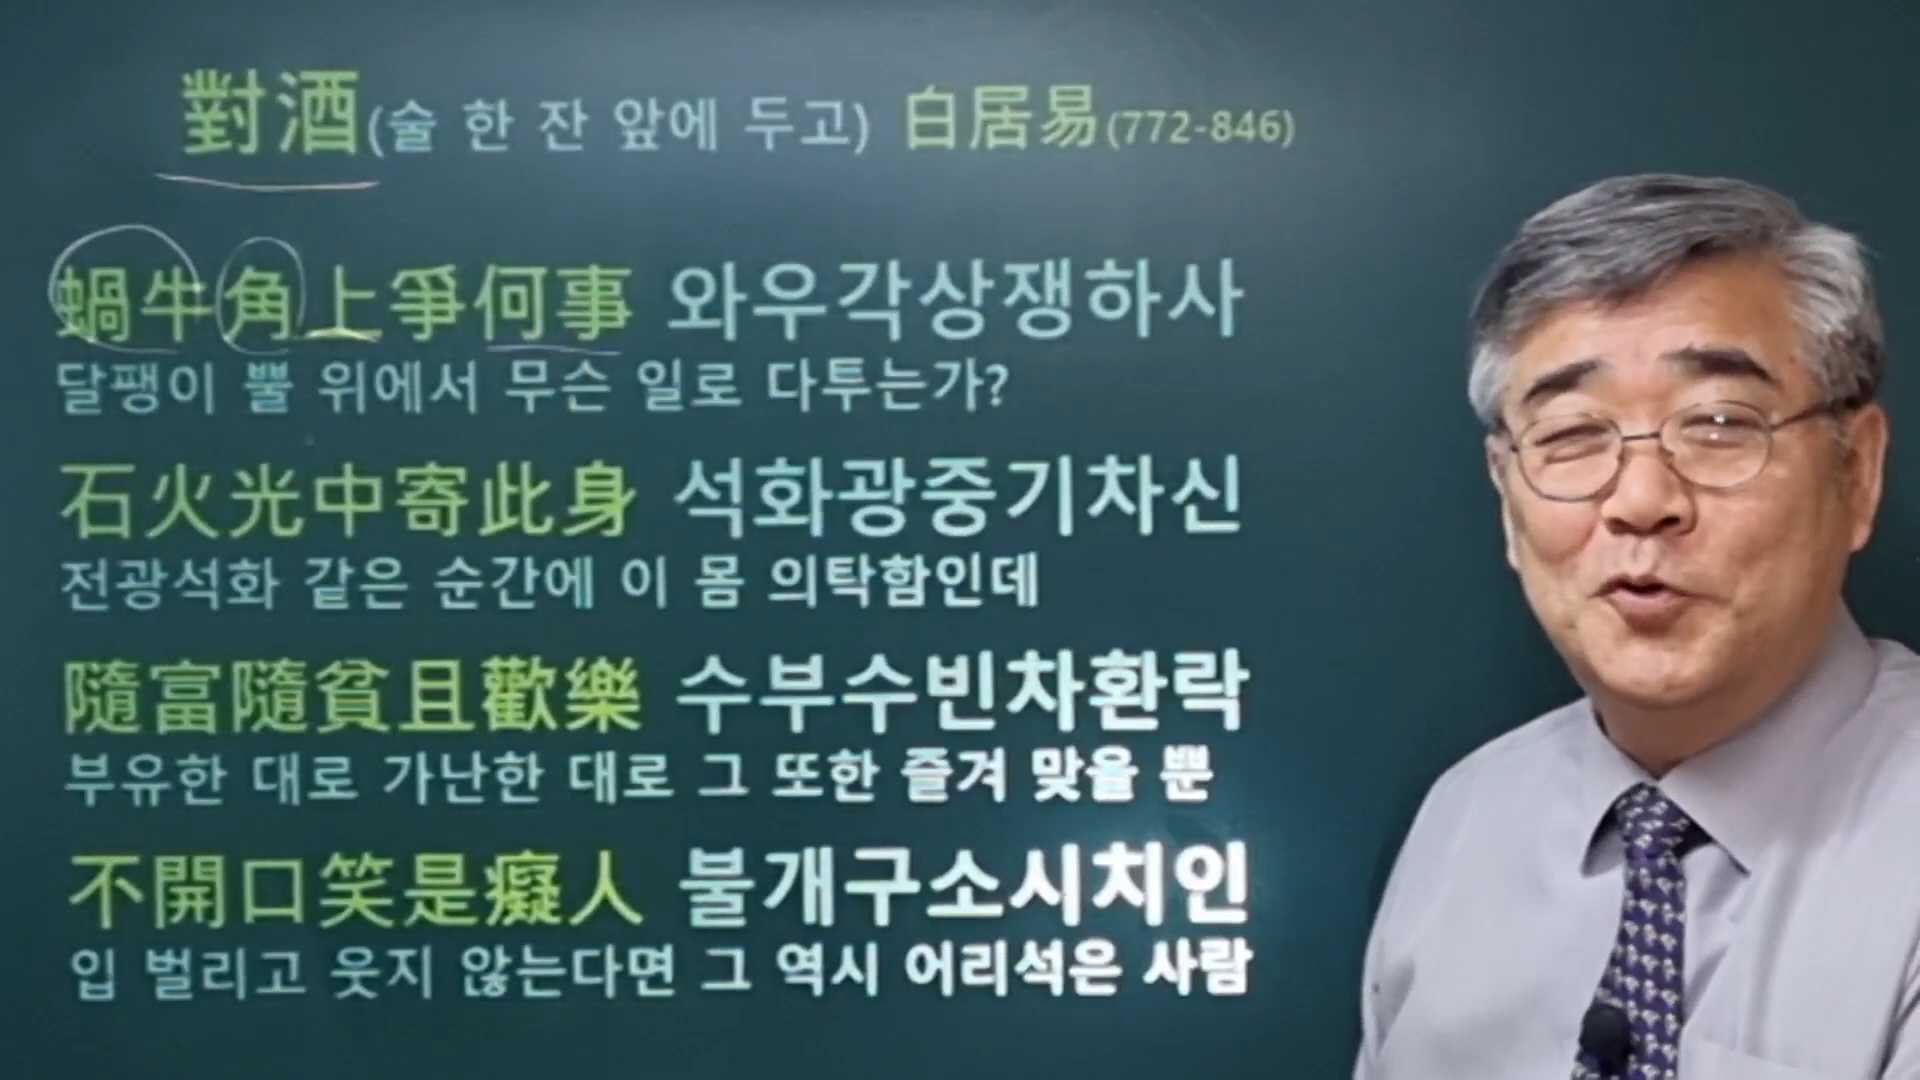 對酒(술 한 잔 앞에 두고) 白居易(772-846)
蝸牛角上爭何事 와우각상쟁하사
달팽이 뿔 위에서 무슨 일로 다투는가?
石火光中寄此身 석화광중기차신
전광석화 같은 순간에 이 몸 의탁함인데
隨富隨貧且歡樂 수부수빈차환락
부유한 대로 가난한 대로 그 또한 즐겨 맞을 뿐
不開口笑是癡人 불개구소시치인
입 벌리고 웃지 않는다면 그 역시 어리석은 사람